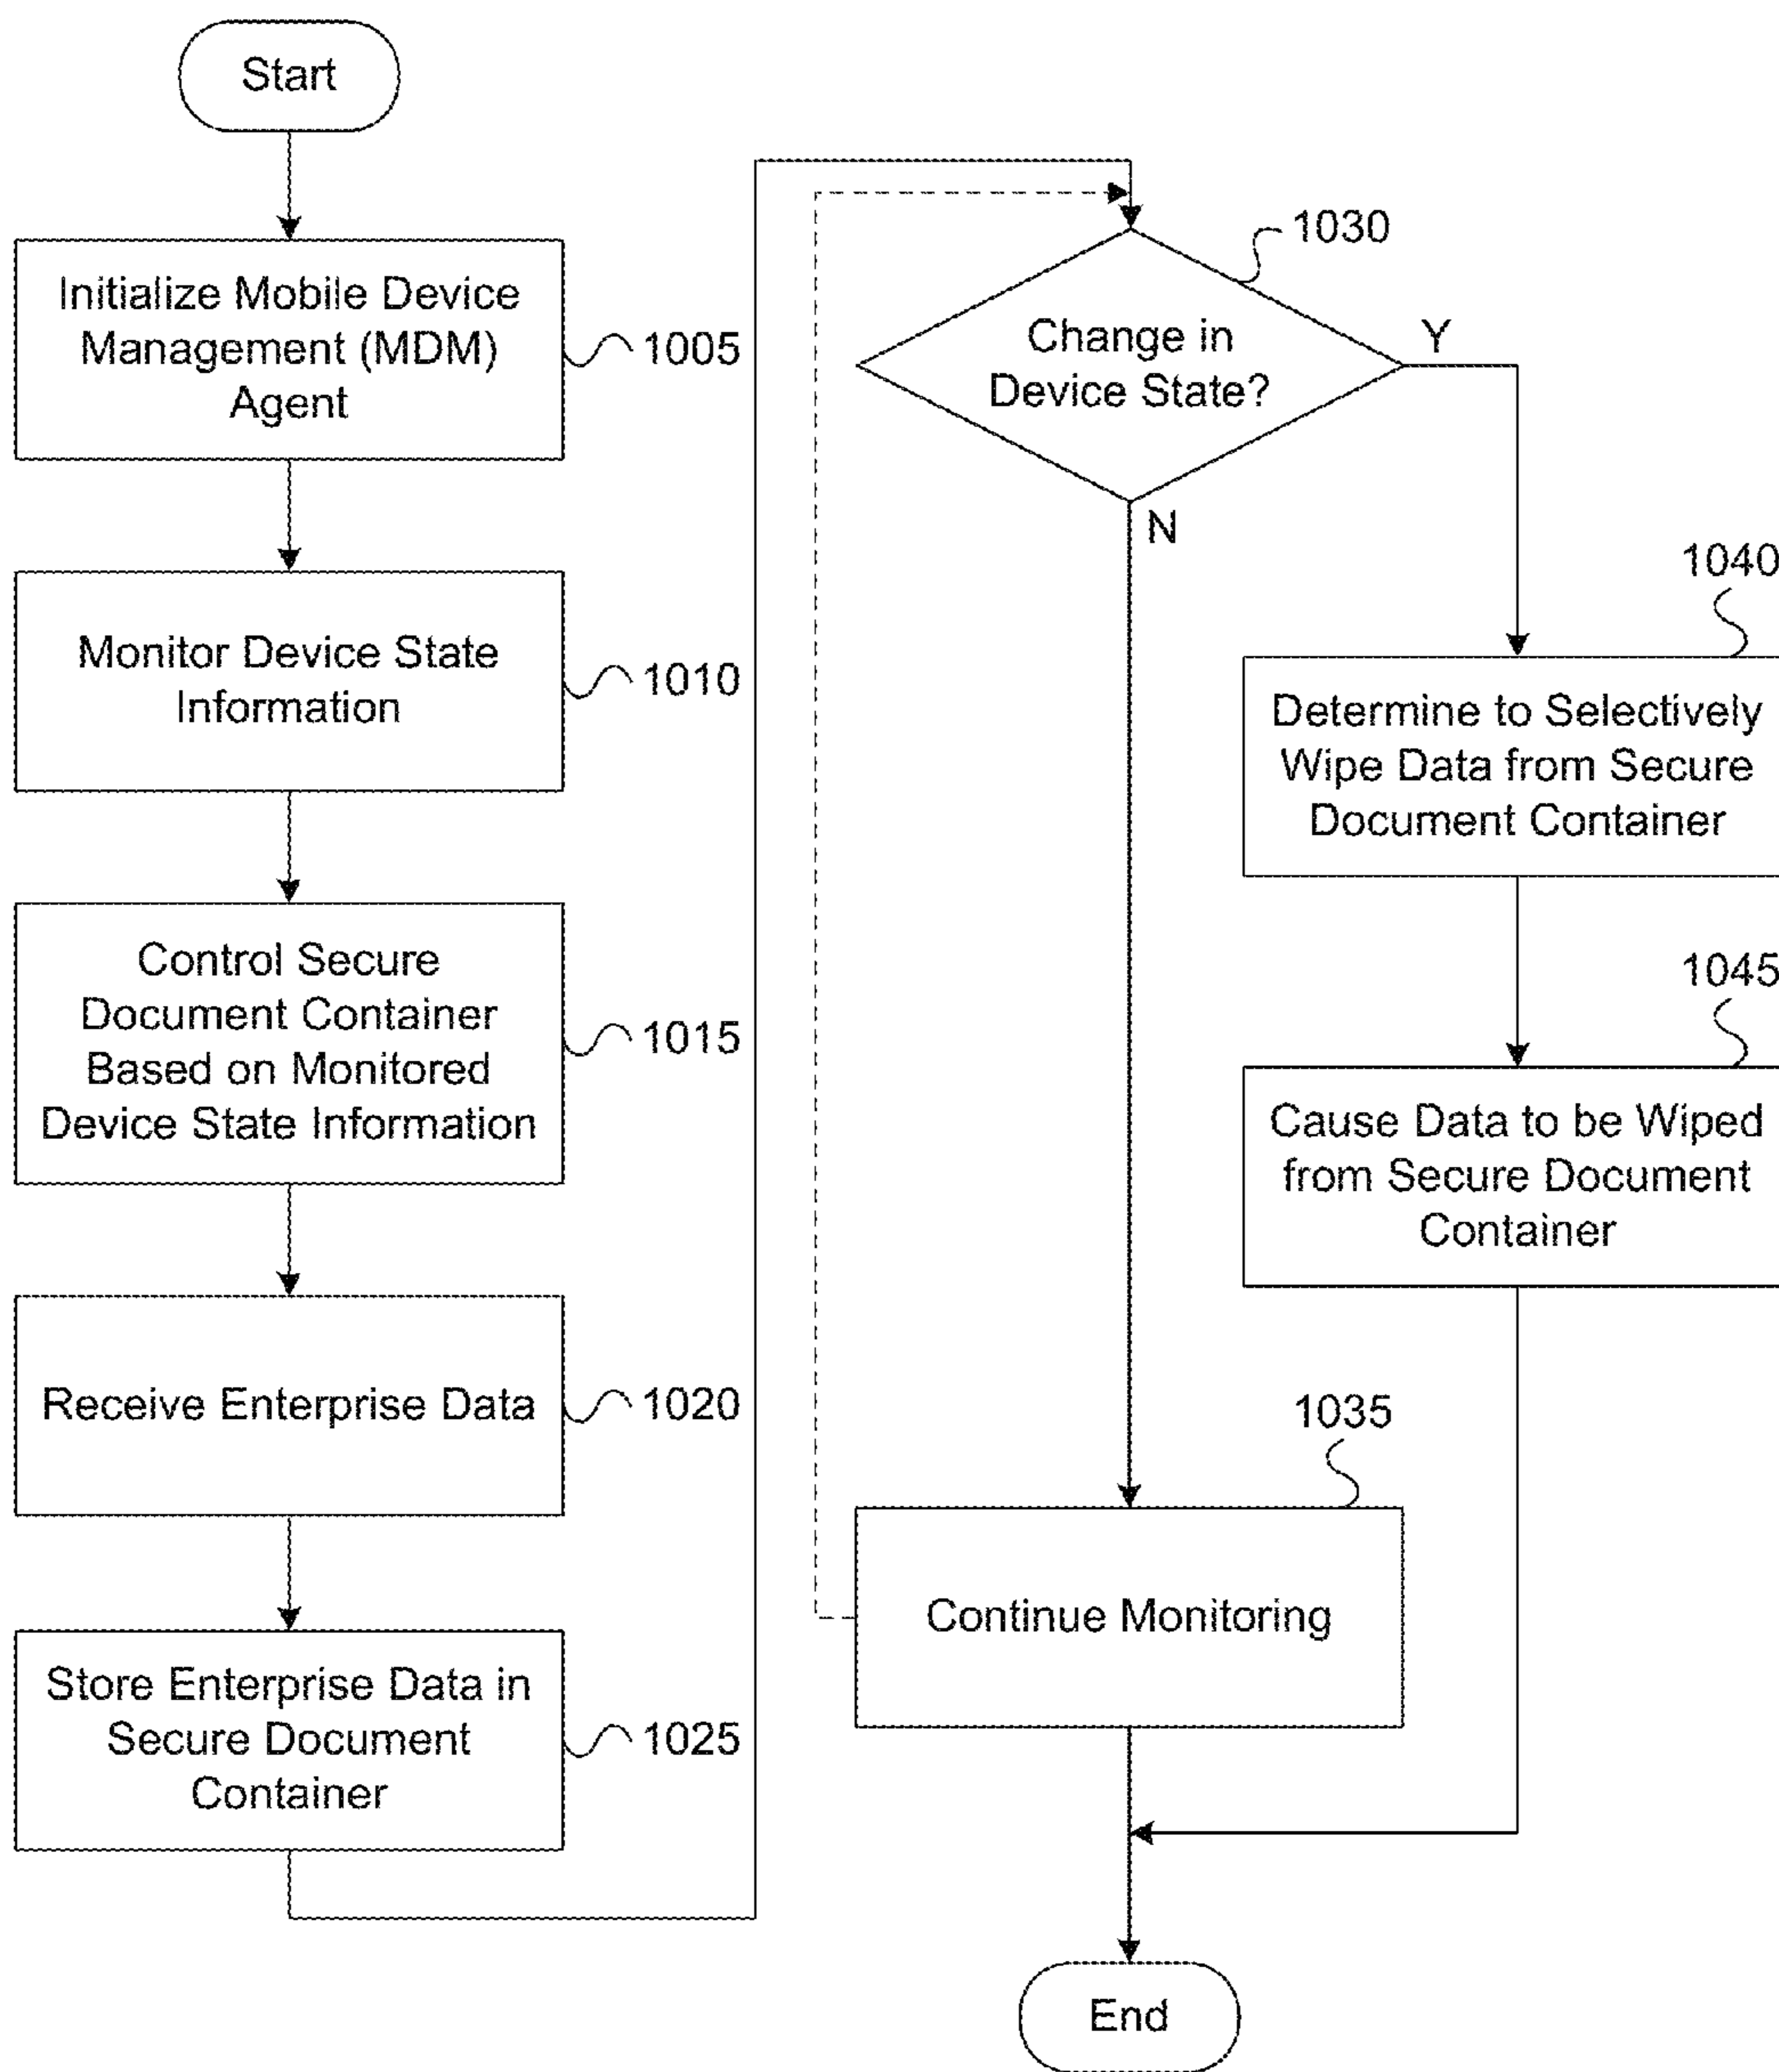 Start
Initialize Mobile Device
Management (MDM)
Agent
1005
Monitor Device State
Information
1010
Control Secure
Document Container
Based on Monitored
Device State Information
1015
Receive Enterprise Data
1020
Store Enterprise Data in
Secure Document
Container
1025
1030
Change in
Device State?
Y
N
1040
Determine to Selectively
Wipe Data from Secure
Document Container
1045
Cause Data to be Wiped
from Secure Document
Container
1035
Continue Monitoring
End